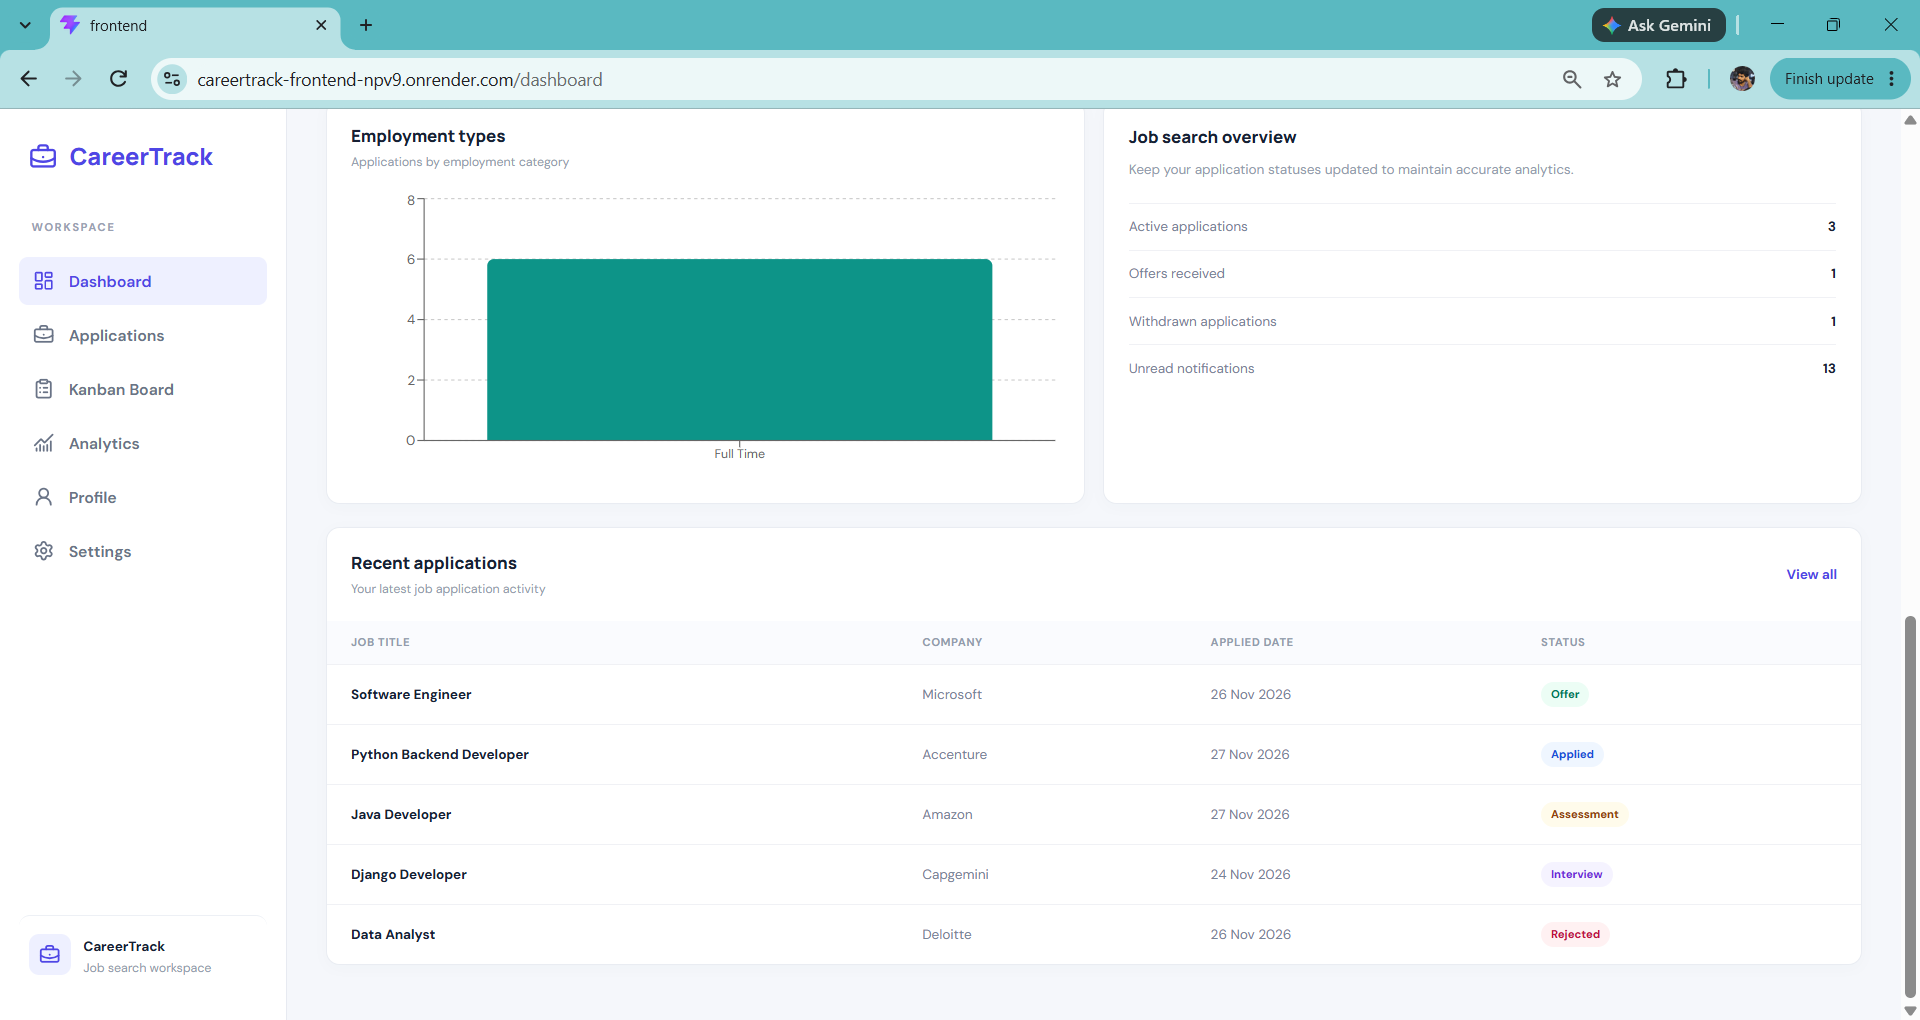 frontend
Ask Gemini
careertrack-frontend-npv9.onrender.com/dashboard
Finish update
CareerTrack
WORKSPACE
Dashboard
Applications
Kanban Board
Analytics
Profile
Settings
CareerTrack
Job search workspace
Employment types
Applications by employment category
8
6
4
2
0
Full Time
Job search overview
Keep your application statuses updated to maintain accurate analytics.
Active applications 3
Offers received 1
Withdrawn applications 1
Unread notifications 13
Recent applications
Your latest job application activity
View all
JOB TITLE COMPANY APPLIED DATE STATUS
Software Engineer Microsoft 26 Nov 2026 Offer
Python Backend Developer Accenture 27 Nov 2026 Applied
Java Developer Amazon 27 Nov 2026 Assessment
Django Developer Capgemini 24 Nov 2026 Interview
Data Analyst Deloitte 26 Nov 2026 Rejected